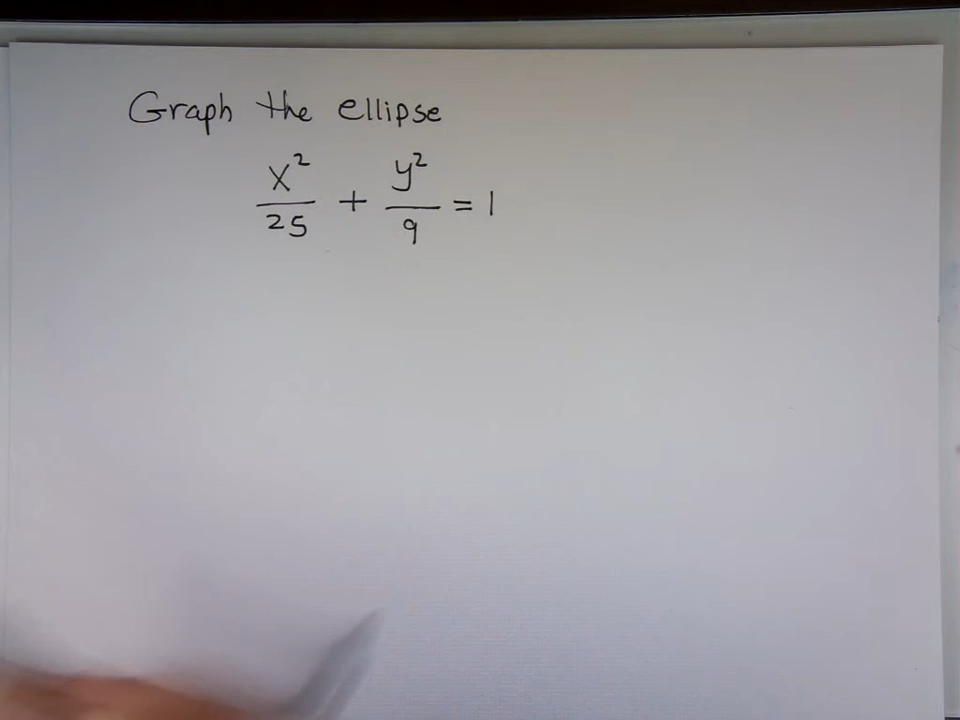 Graph the ellipse
x²/25 + y²/9 = 1